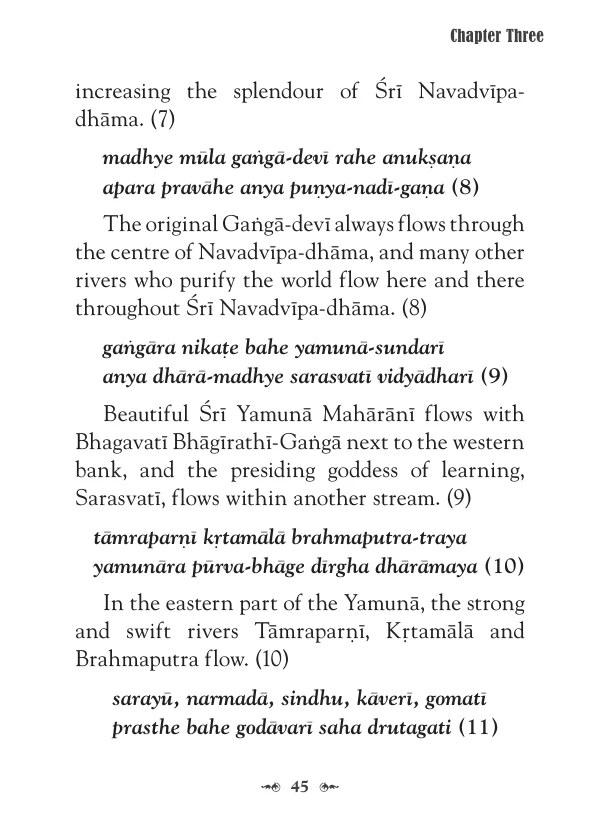 Chapter Three
increasing the splendour of Śrī Navadvīpa-
dhāma. (7)
madhye mūla gaṅgā-devī rahe anukṣaṇa
apara pravāhe anya puṇya-nadī-gaṇa (8)
The original Gaṅgā-devī always flows through
the centre of Navadvīpa-dhāma, and many other
rivers who purify the world flow here and there
throughout Śrī Navadvīpa-dhāma. (8)
gaṅgāra nikaṭe bahe yamunā-sundarī
anya dhārā-madhye sarasvatī vidyādharī (9)
Beautiful Śrī Yamunā Mahārānī flows with
Bhagavatī Bhāgīrathī-Gaṅgā next to the western
bank, and the presiding goddess of learning,
Sarasvatī, flows within another stream. (9)
tāmraparṇī kṛtamālā brahmaputra-traya
yamunāra pūrva-bhāge dīrgha dhārāmaya (10)
In the eastern part of the Yamunā, the strong
and swift rivers Tāmraparṇī, Kṛtamālā and
Brahmaputra flow. (10)
sarayū, narmadā, sindhu, kāverī, gomatī
prasthe bahe godāvarī saha drutagati (11)
45